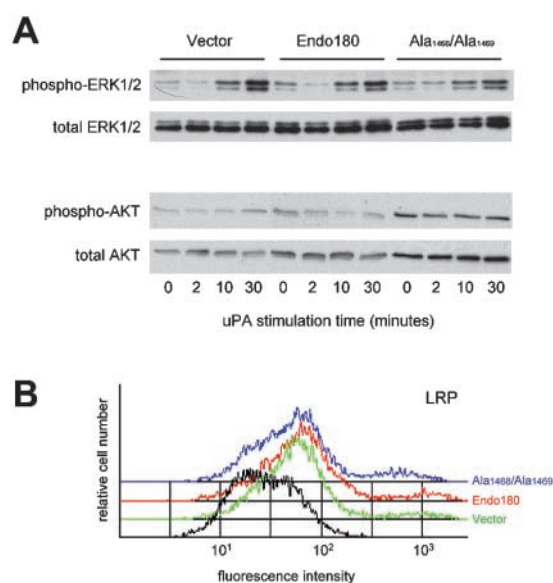 A
Vector Endo180 Ala1468/Ala1469
phospho-ERK1/2
total ERK1/2
phospho-AKT
total AKT
0 2 10 30 0 2 10 30 0 2 10 30
uPA stimulation time (minutes)
B
LRP
relative cell number
Ala1468/Ala1469
Endo180
Vector
10¹ 10² 10³
fluorescence intensity